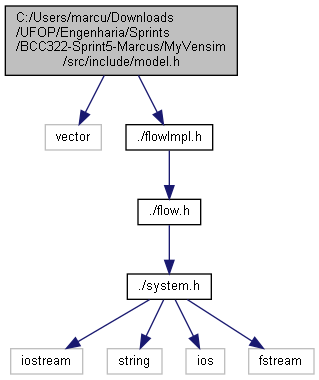 C:/Users/marcu/Downloads
/UFOP/Engenharia/Sprints
/BCC322-Sprint5-Marcus/MyVensim
/src/include/model.h
vector
./flowImpl.h
./flow.h
./system.h
iostream
string
ios
fstream